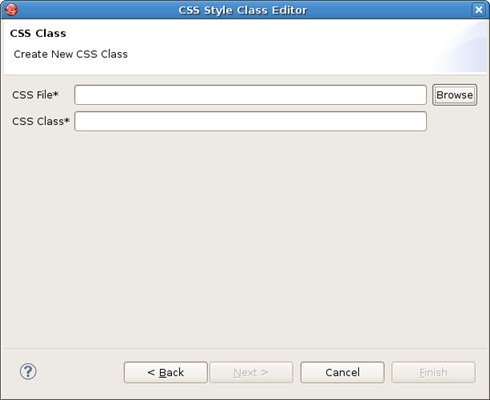 CSS Style Class Editor
CSS Class
Create New CSS Class
CSS File* Browse
CSS Class*
? < Back Next > Cancel Finish